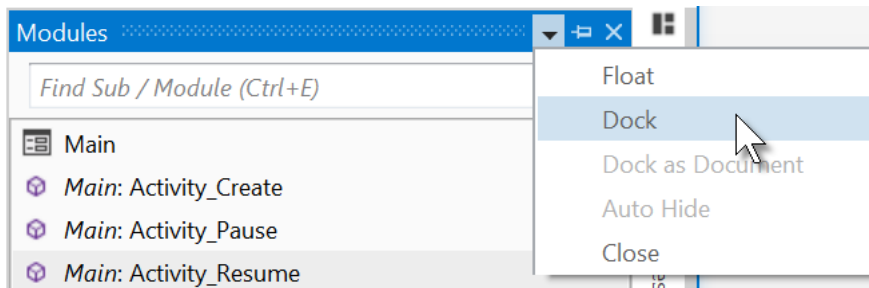 Modules
Find Sub / Module (Ctrl+E)
Main
Main: Activity_Create
Main: Activity_Pause
Main: Activity_Resume
Float
Dock
Dock as Document
Auto Hide
Close